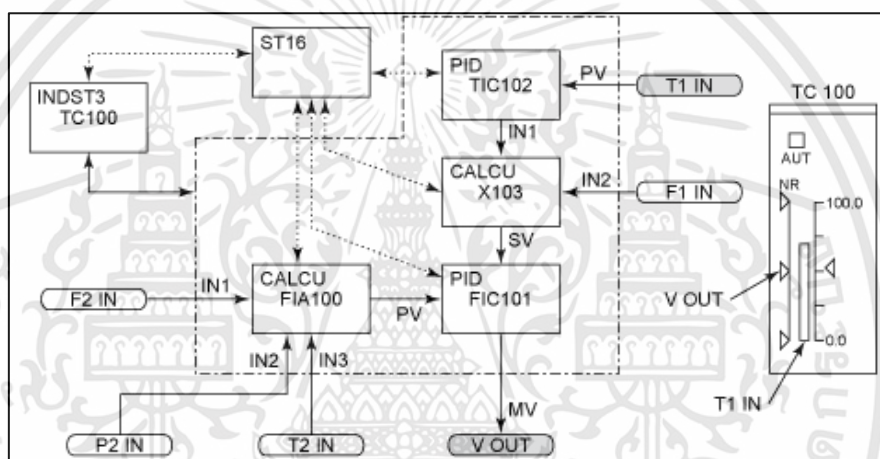 ST16
INDST3
TC100
PID
TIC102
PV
T1 IN
IN1
CALCU
X103
IN2
F1 IN
SV
F2 IN
IN1
CALCU
FIA100
PV
PID
FIC101
IN2
IN3
MV
P2 IN
T2 IN
V OUT
TC 100
AUT
NR
100.0
V OUT
0.0
T1 IN